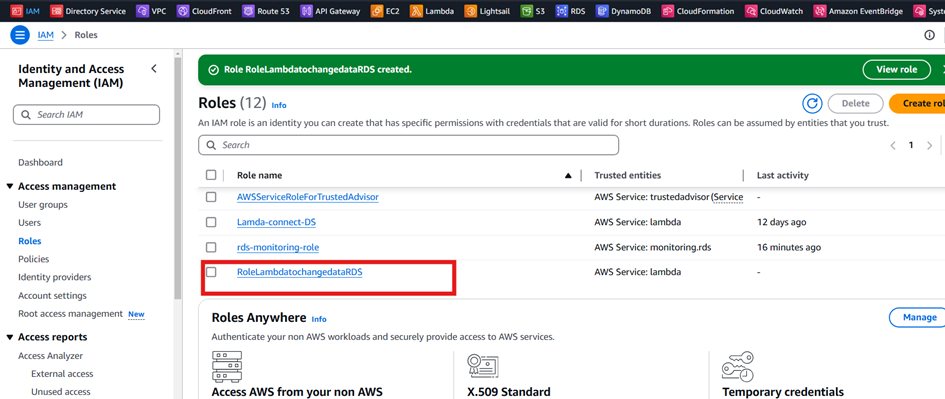 IAM Directory Service VPC CloudFront Route 53 API Gateway EC2 Lambda Lightsail S3 RDS DynamoDB CloudFormation CloudWatch Amazon EventBridge Syste
IAM > Roles
Identity and Access Management (IAM)
Search IAM
Dashboard
Access management
User groups
Users
Roles
Policies
Identity providers
Account settings
Root access management New
Access reports
Access Analyzer
External access
Unused access
Role RoleLambdatochangedataRDS created.
View role
Roles (12) Info
Delete
Create rol
An IAM role is an identity you can create that has specific permissions with credentials that are valid for short durations. Roles can be assumed by entities that you trust.
Search
1
Role name Trusted entities Last activity
AWSServiceRoleForTrustedAdvisor AWS Service: trustedadvisor (Service -
Lamda-connect-DS AWS Service: lambda 12 days ago
rds-monitoring-role AWS Service: monitoring.rds 16 minutes ago
RoleLambdatochangedataRDS AWS Service: lambda -
Roles Anywhere Info
Manage
Authenticate your non AWS workloads and securely provide access to AWS services.
Access AWS from your non AWS
X.509 Standard
Temporary credentials